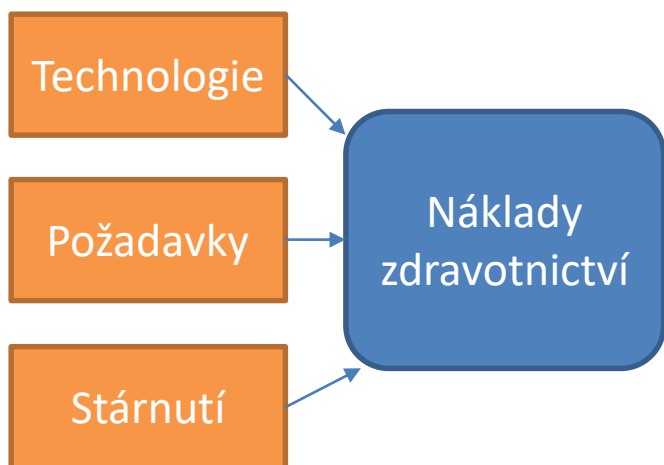 Technologie
Požadavky
Stárnutí
Náklady
zdravotnictví